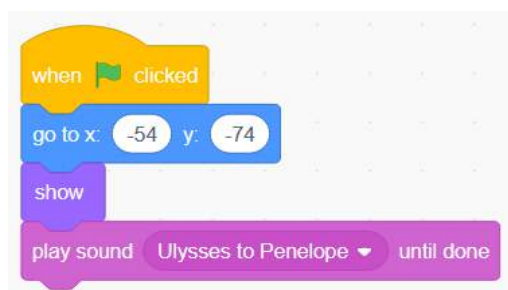 when clicked
go to x: -54 y: -74
show
play sound Ulysses to Penelope until done